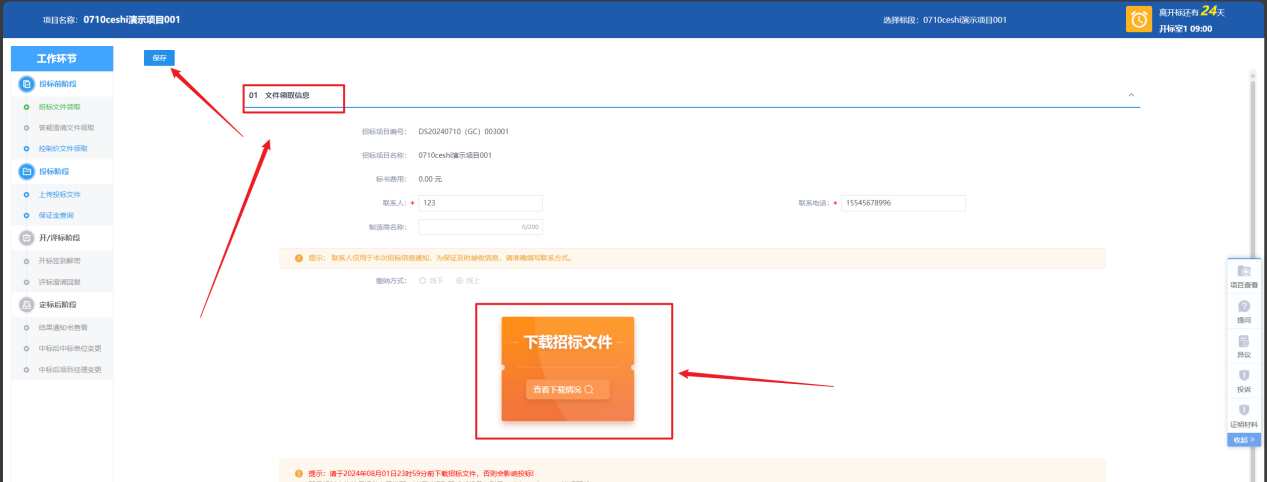 项目名称: 0710ceshi演示项目001
选择标段: 0710ceshi演示项目001
离开标还有 24天
开标室1 09:00
工作环节
投标前阶段
招标文件领取
答疑澄清文件领取
控制价文件领取
投标阶段
上传投标文件
保证金查询
开/评标阶段
开标签到解密
评标澄清回复
定标后阶段
结果通知书查看
中标后中标单位变更
中标后项目经理变更
保存
01 文件领取信息
招标项目编号: DS20240710（GC）003001
招标项目名称: 0710ceshi演示项目001
标书费用: 0.00 元
联系人: * 123
联系电话: * 15545678996
制造商名称: 0/200
提示: 联系人仅用于本次招标信息通知，为保证及时接收信息，请准确填写联系方式。
缴纳方式: 线下 线上
下载招标文件
查看下载情况
提示: 请于2024年08月01日23时59分前下载招标文件，否则会影响投标!
项目查看
提问
异议
投诉
证明材料
收起 »